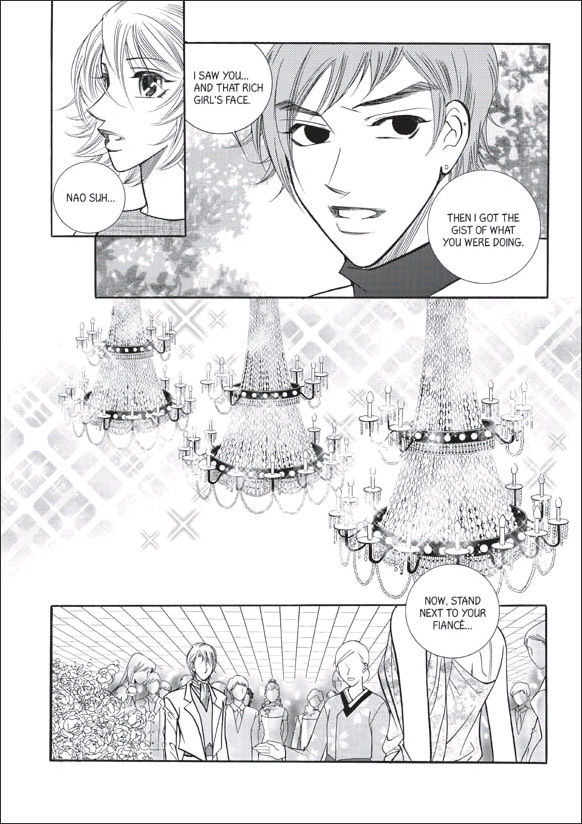 I SAW YOU...
AND THAT RICH
GIRL'S FACE.
NAO SUH...
THEN I GOT THE
GIST OF WHAT
YOU WERE DOING.
NOW, STAND
NEXT TO YOUR
FIANCÉ...